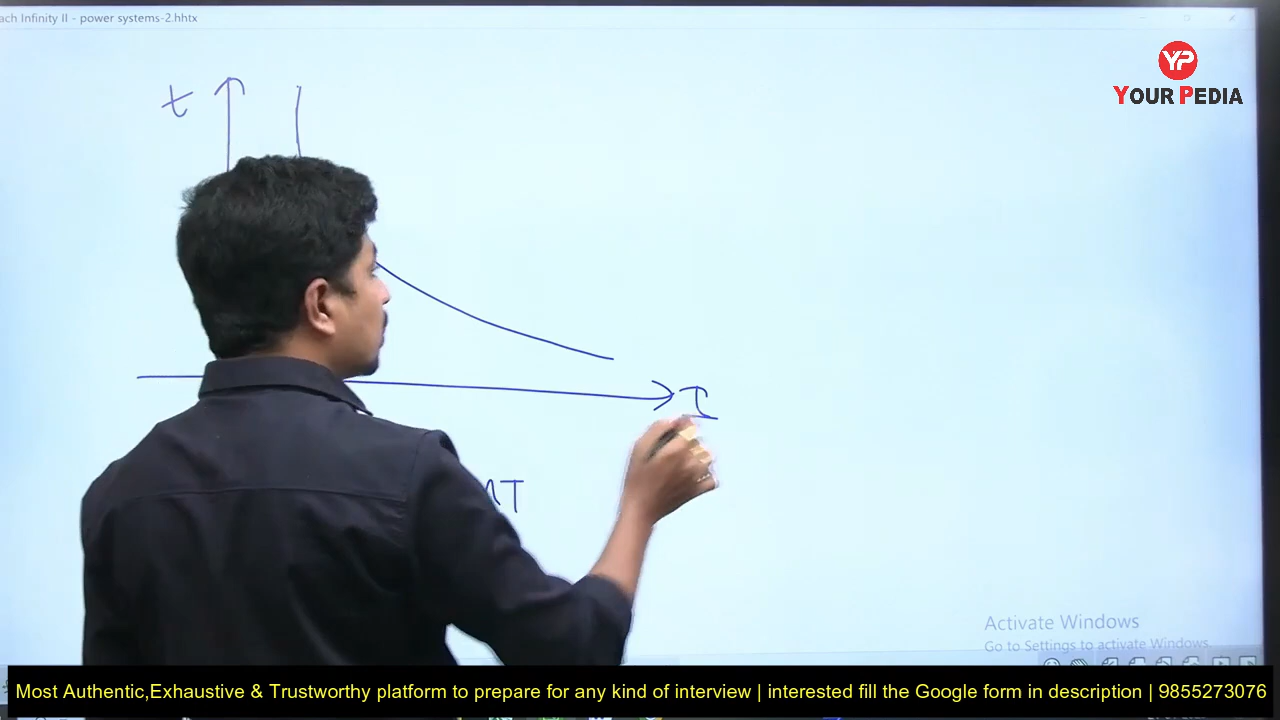 ach Infinity II - power systems-2.hhtx
YP
YOUR PEDIA
t
I
MT
Activate Windows
Go to Settings to activate Windows.
Most Authentic,Exhaustive & Trustworthy platform to prepare for any kind of interview | interested fill the Google form in description | 9855273076